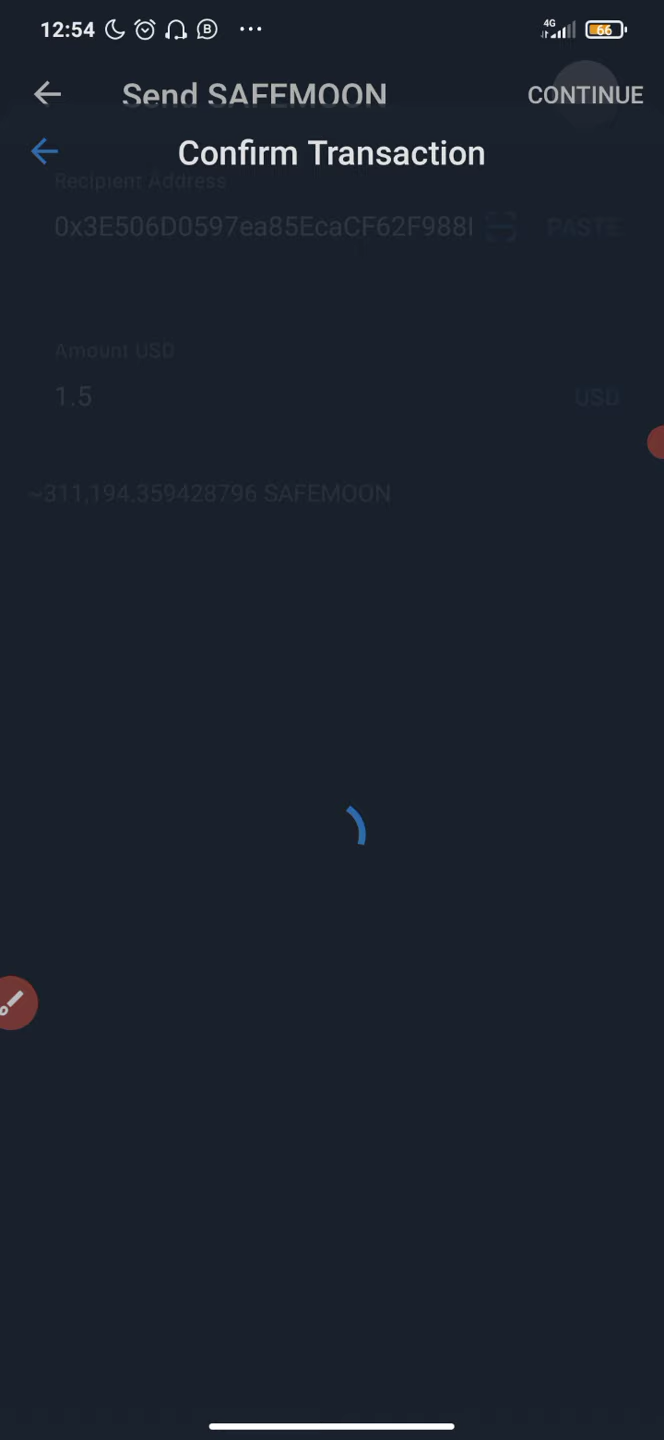 12:54 4G 66
Send SAFEMOON CONTINUE
Confirm Transaction
Recipient Address
0x3E506D0597ea85EcaCF62F988 PASTE
Amount USD
1.5 USD
~311,194.359428796 SAFEMOON